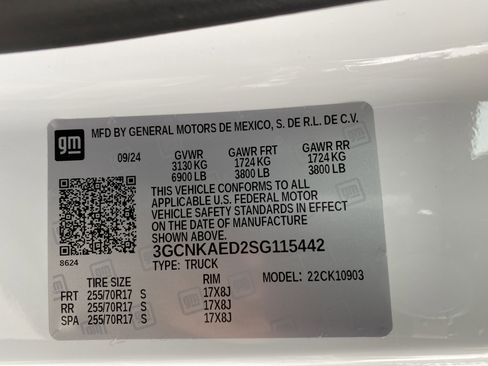 gm
MFD BY GENERAL MOTORS DE MEXICO, S. DE R.L. DE C.V.
09/24 GVWR GAWR FRT GAWR RR
3130 KG 1724 KG 1724 KG
6900 LB 3800 LB 3800 LB
THIS VEHICLE CONFORMS TO ALL
APPLICABLE U.S. FEDERAL MOTOR
VEHICLE SAFETY STANDARDS IN EFFECT
ON THE DATE OF MANUFACTURE
SHOWN ABOVE.
8624
3GCNKAED2SG115442
TYPE: TRUCK MODEL: 22CK10903
TIRE SIZE RIM
FRT 255/70R17 S 17X8J
RR 255/70R17 S 17X8J
SPA 255/70R17 S 17X8J